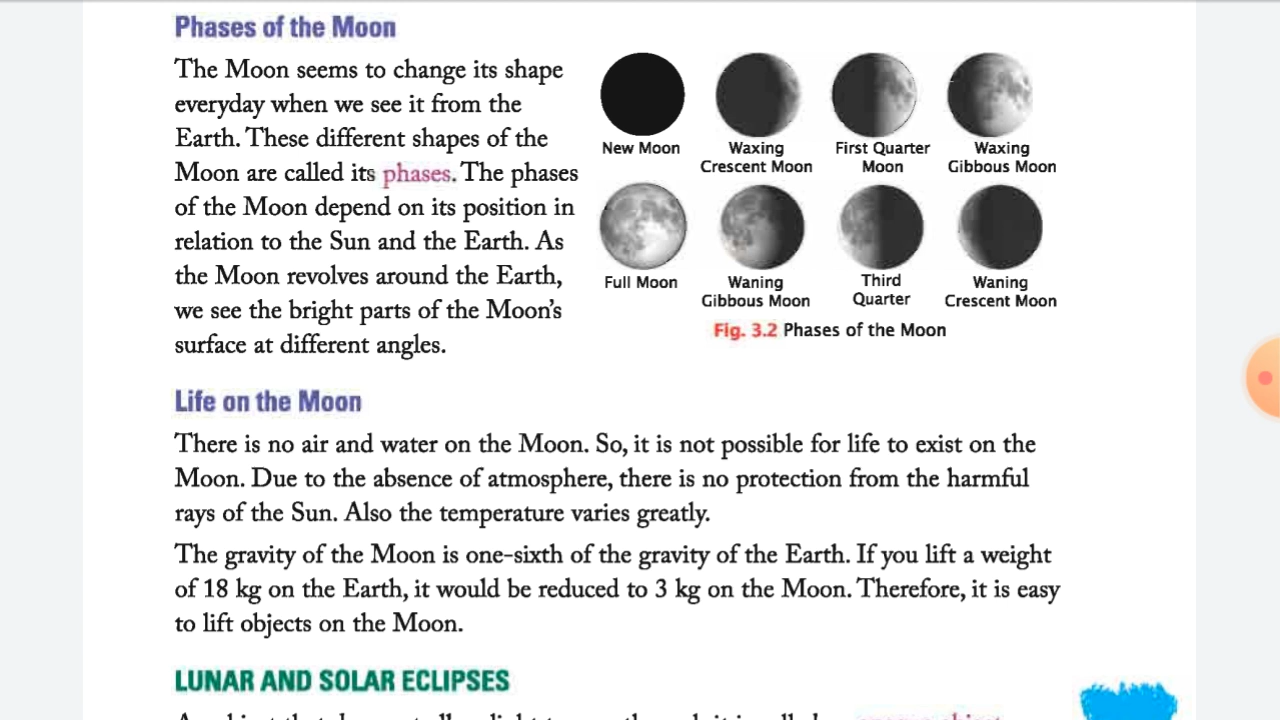 Phases of the Moon
The Moon seems to change its shape
everyday when we see it from the
Earth. These different shapes of the
Moon are called its phases. The phases
of the Moon depend on its position in
relation to the Sun and the Earth. As
the Moon revolves around the Earth,
we see the bright parts of the Moon's
surface at different angles.
New Moon
Waxing
Crescent Moon
First Quarter
Moon
Waxing
Gibbous Moon
Full Moon
Waning
Gibbous Moon
Third
Quarter
Waning
Crescent Moon
Fig. 3.2 Phases of the Moon
Life on the Moon
There is no air and water on the Moon. So, it is not possible for life to exist on the
Moon. Due to the absence of atmosphere, there is no protection from the harmful
rays of the Sun. Also the temperature varies greatly.
The gravity of the Moon is one-sixth of the gravity of the Earth. If you lift a weight
of 18 kg on the Earth, it would be reduced to 3 kg on the Moon. Therefore, it is easy
to lift objects on the Moon.
LUNAR AND SOLAR ECLIPSES